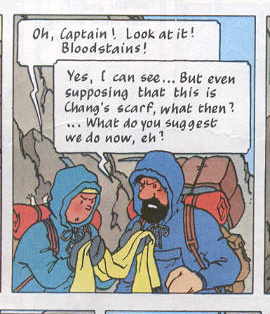 Oh, Captain! Look at it!
Bloodstains!
Yes, I can see... But even
supposing that this is
Chang's scarf, what then?
... What do you suggest
we do now, eh?